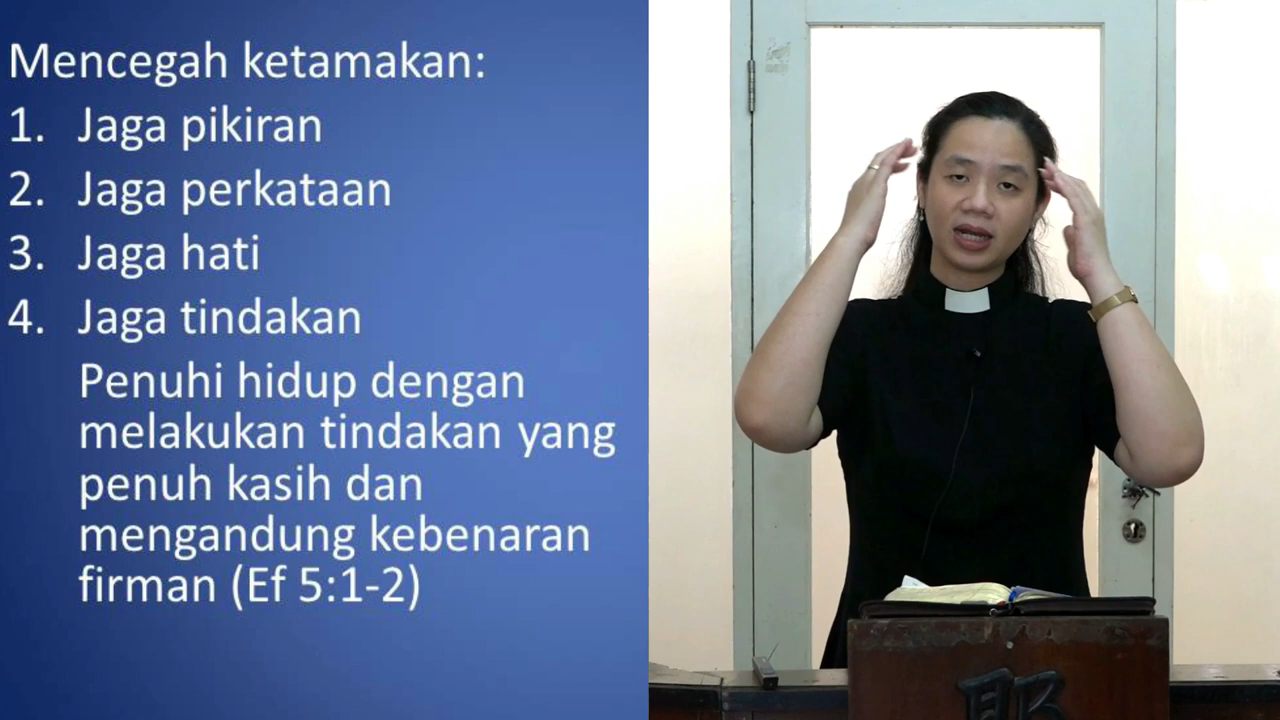 Mencegah ketamakan:
1. Jaga pikiran
2. Jaga perkataan
3. Jaga hati
4. Jaga tindakan
Penuhi hidup dengan
melakukan tindakan yang
penuh kasih dan
mengandung kebenaran
firman (Ef 5:1-2)